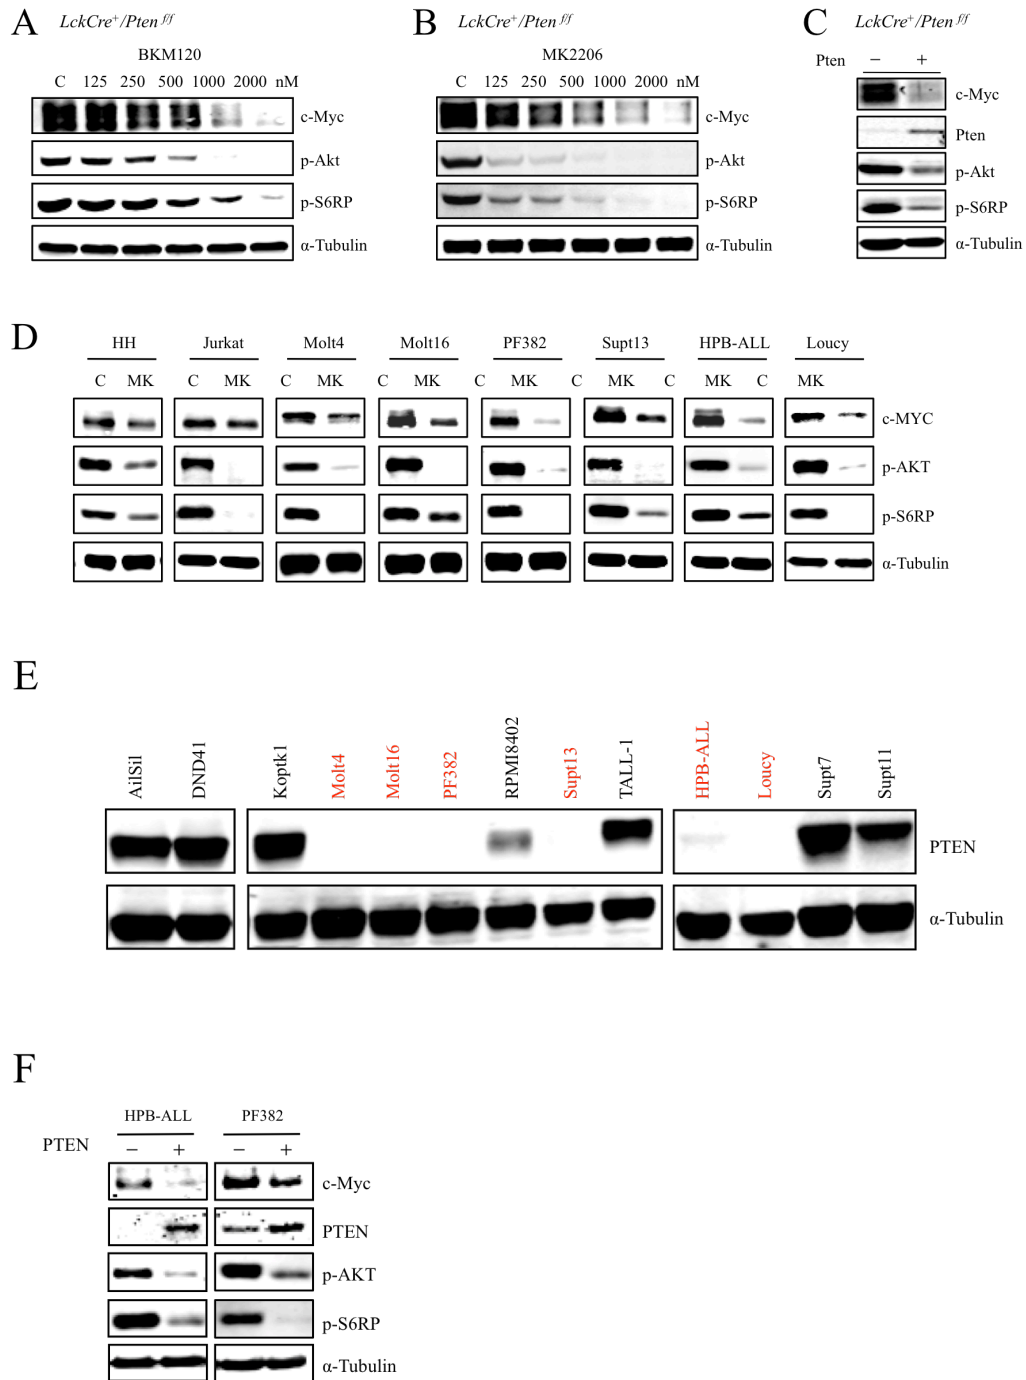 A LckCre+/Pten f/f
BKM120
C 125 250 500 1000 2000 nM
c-Myc
p-Akt
p-S6RP
α-Tubulin
B LckCre+/Pten f/f
MK2206
C 125 250 500 1000 2000 nM
c-Myc
p-Akt
p-S6RP
α-Tubulin
C LckCre+/Pten f/f
Pten − +
c-Myc
Pten
p-Akt
p-S6RP
α-Tubulin
D
HH Jurkat Molt4 Molt16 PF382 Supt13 HPB-ALL Loucy
C MK C MK C MK C MK C MK C C MK C MK
c-MYC
p-AKT
p-S6RP
α-Tubulin
E
AilSil DND41 Koptk1 Molt4 Molt16 PF382 RPMI8402 Supt13 TALL-1 HPB-ALL Loucy Supt7 Supt11
PTEN
α-Tubulin
F
HPB-ALL PF382
PTEN − + − +
c-Myc
PTEN
p-AKT
p-S6RP
α-Tubulin